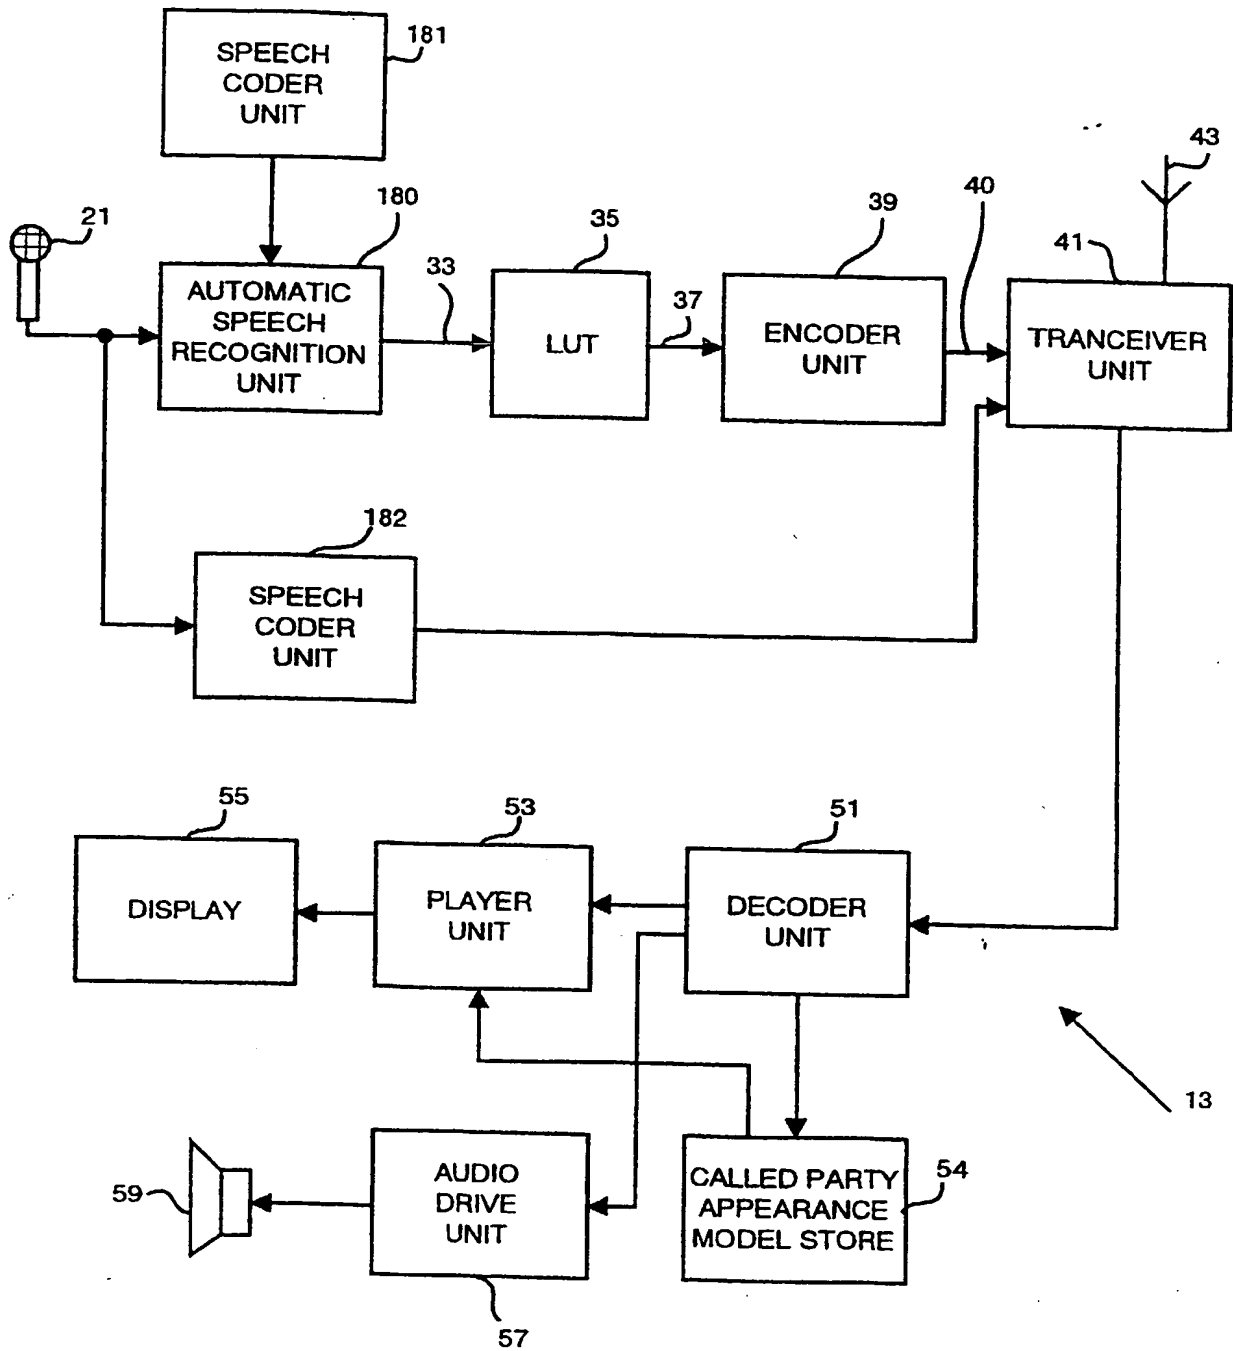 SPEECH
CODER
UNIT
181
43
21
180
35
39
40
41
AUTOMATIC
SPEECH
RECOGNITION
UNIT
33
LUT
37
ENCODER
UNIT
TRANCEIVER
UNIT
182
SPEECH
CODER
UNIT
55
53
51
DISPLAY
PLAYER
UNIT
DECODER
UNIT
13
59
AUDIO
DRIVE
UNIT
CALLED PARTY
APPEARANCE
MODEL STORE
54
57